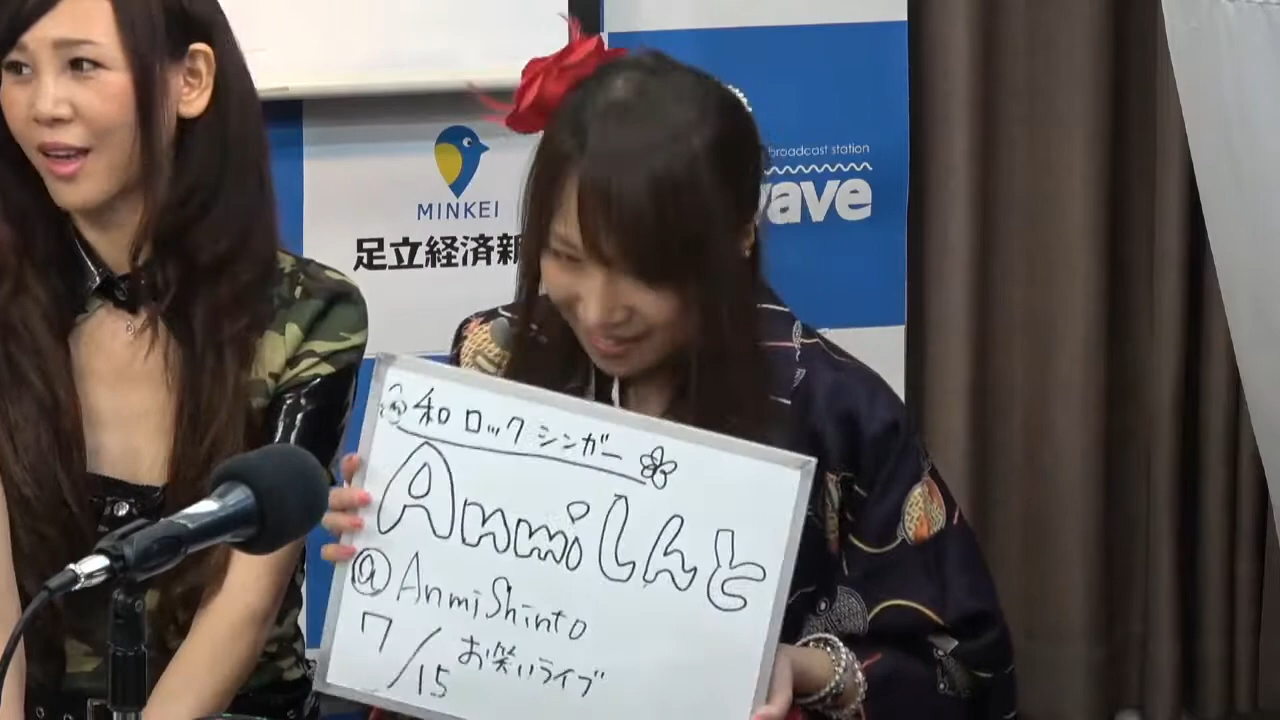 MINKEI
足立経済新
broadcast station
wave
和ロックシンガー
Anmiしんと
@AnmiShinto
7/15 お笑いライブ